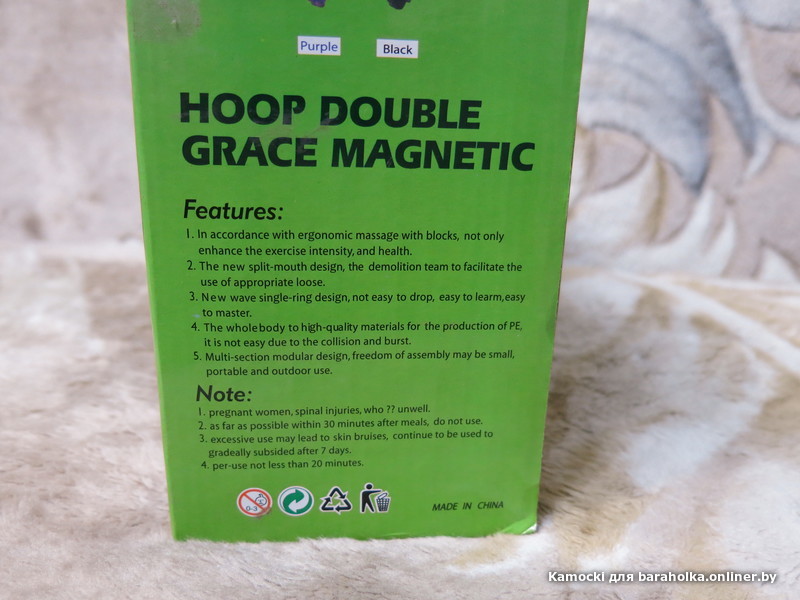 Purple Black
HOOP DOUBLE
GRACE MAGNETIC
Features:
1. In accordance with ergonomic massage with blocks, not only
enhance the exercise intensity, and health.
2. The new split-mouth design, the demolition team to facilitate the
use of appropriate loose.
3. New wave single-ring design, not easy to drop, easy to learm,easy
to master.
4. The wholebody to high-quality materials for the production of PE,
it is not easy due to the collision and burst.
5. Multi-section modular design, freedom of assembly may be small,
portable and outdoor use.
Note:
1. pregnant women, spinal injuries, who ?? unwell.
2. as far as possible within 30 minutes after meals, do not use.
3. excessive use may lead to skin bruises, continue to be used to
gradeally subsided after 7 days.
4. per-use not less than 20 minutes.
0-3
MADE IN CHINA
Kamocki для baraholka.onliner.by